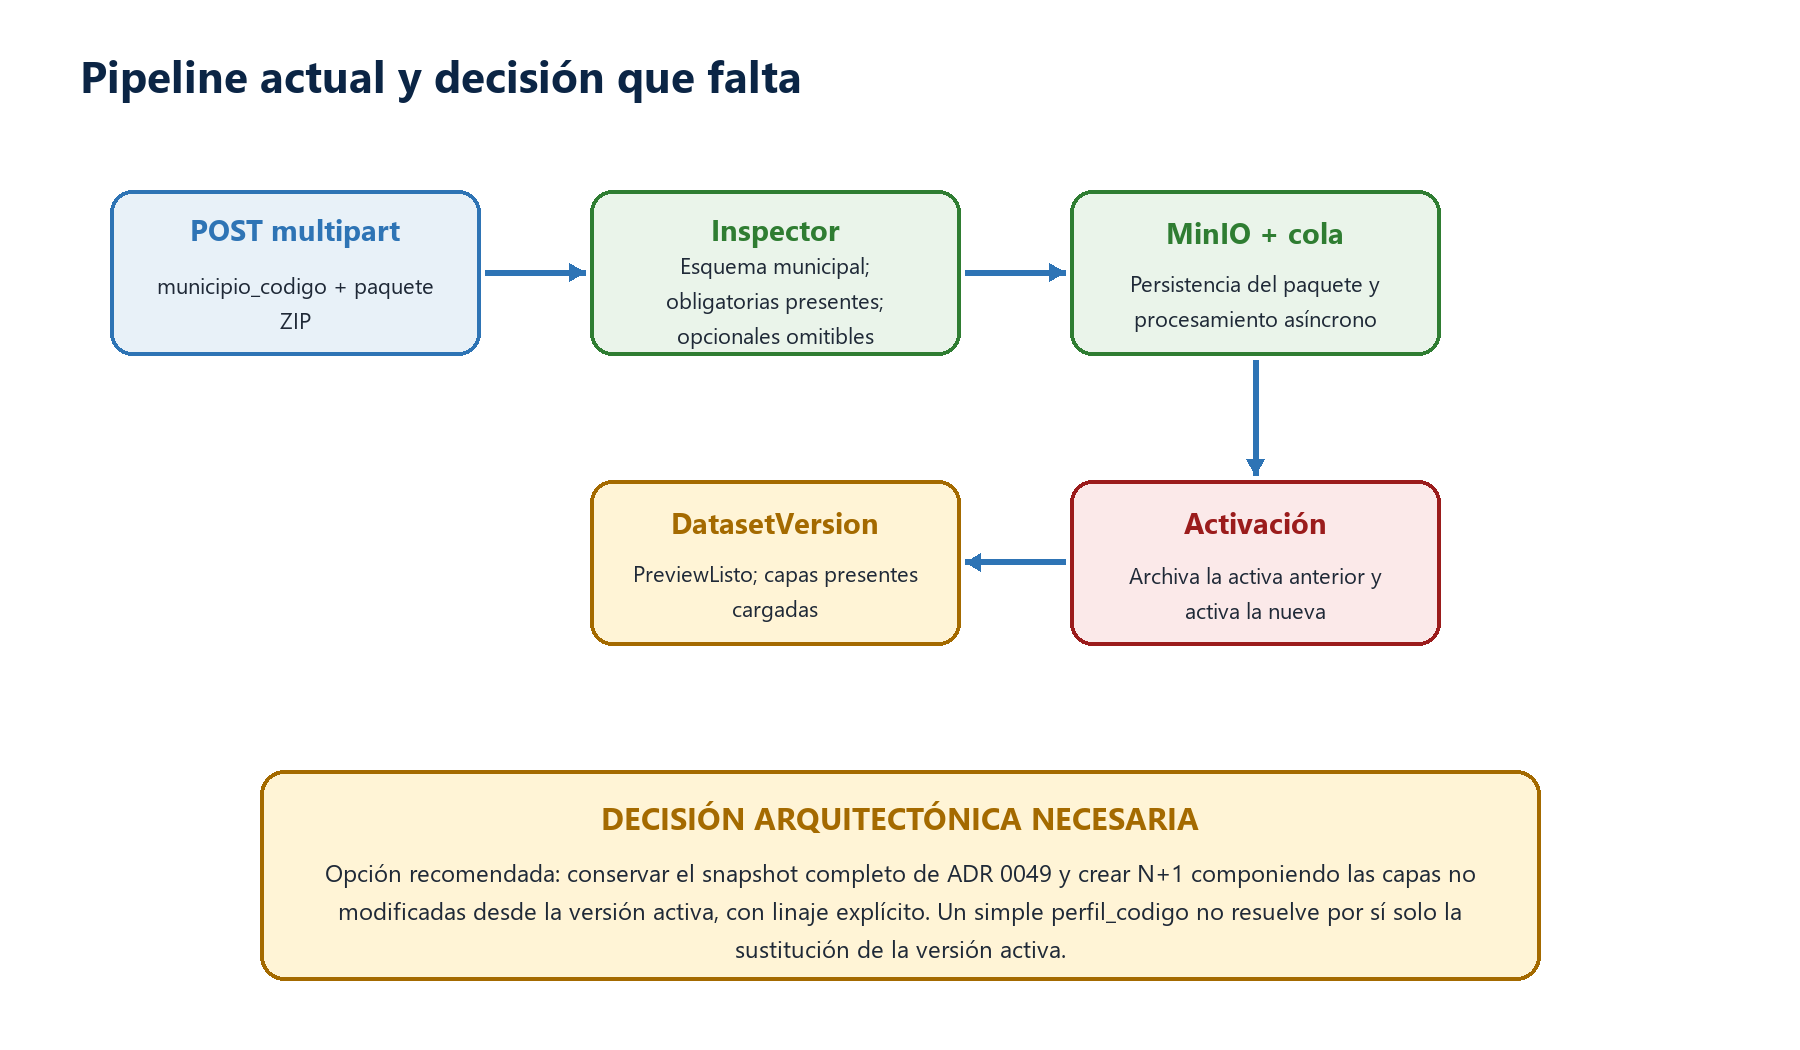 Pipeline actual y decisión que falta
POST multipart
municipio_codigo + paquete
ZIP
Inspector
Esquema municipal;
obligatorias presentes;
opcionales omitibles
MinIO + cola
Persistencia del paquete y
procesamiento asíncrono
DatasetVersion
PreviewListo; capas presentes
cargadas
Activación
Archiva la activa anterior y
activa la nueva
DECISIÓN ARQUITECTÓNICA NECESARIA
Opción recomendada: conservar el snapshot completo de ADR 0049 y crear N+1 componiendo las capas no
modificadas desde la versión activa, con linaje explícito. Un simple perfil_codigo no resuelve por sí solo la
sustitución de la versión activa.